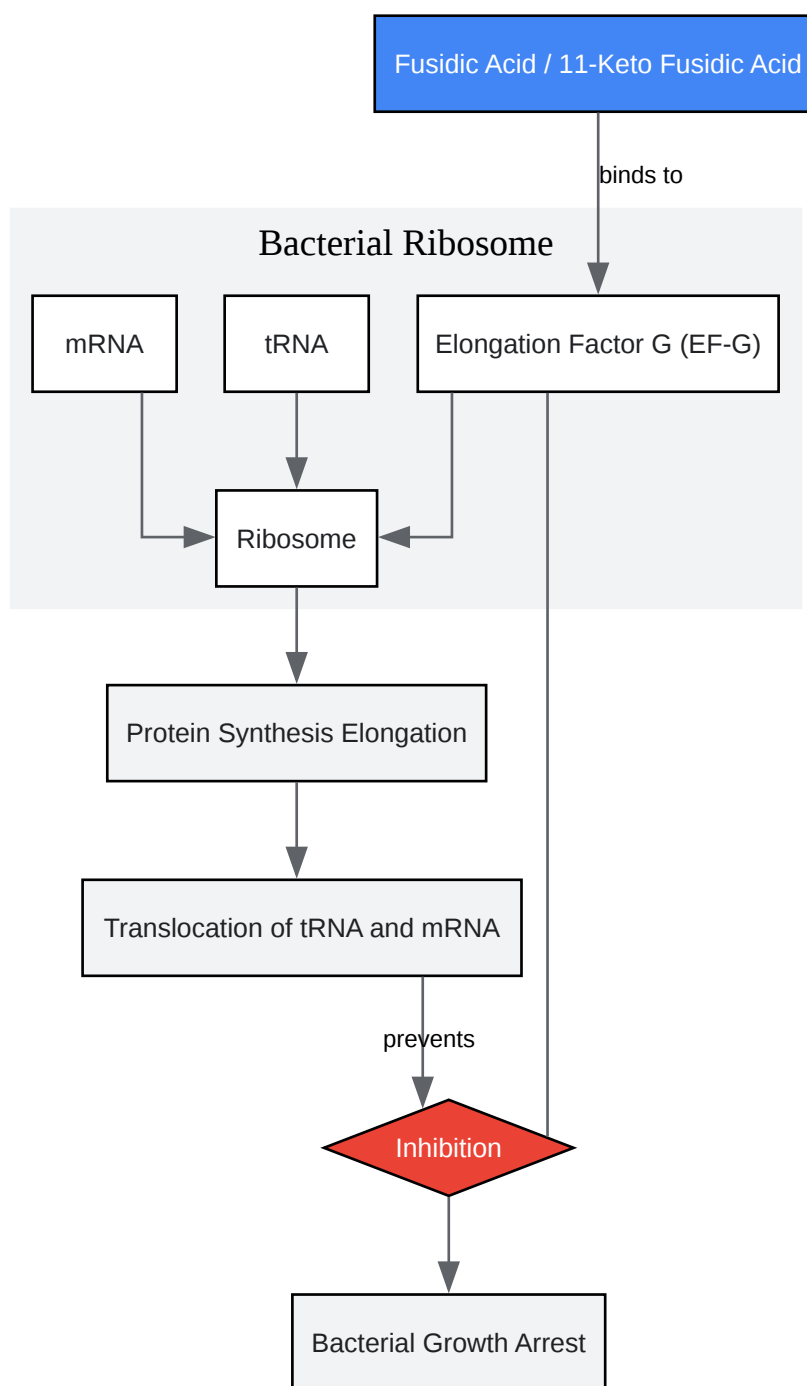 Fusidic Acid / 11-Keto Fusidic Acid
binds to
Bacterial Ribosome
mRNA
tRNA
Elongation Factor G (EF-G)
Ribosome
Protein Synthesis Elongation
Translocation of tRNA and mRNA
prevents
Inhibition
Bacterial Growth Arrest